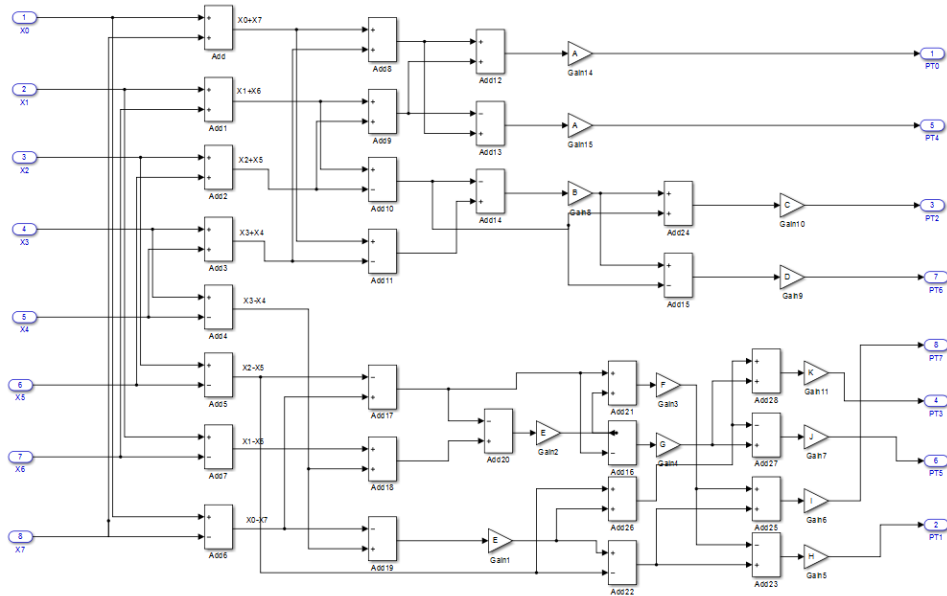 1
X0
X0+X7
Add
Add8
Add12
A
Gain14
1
PT0
2
X1
X1+X6
Add1
Add9
Add13
A
Gain15
5
PT4
3
X2
X2+X5
Add2
Add10
Add14
B
Gain8
Add24
C
Gain10
3
PT2
4
X3
X3+X4
Add3
Add11
Add15
D
Gain9
7
PT6
5
X4
X3-X4
Add4
8
PT7
6
X5
X2-X5
Add5
Add17
Add21
F
Gain3
Add28
K
Gain11
4
PT3
7
X6
X1-X6
Add7
Add18
Add20
E
Gain2
Add16
G
Gain4
Add27
J
Gain7
6
PT5
8
X7
X0-X7
Add6
Add19
E
Gain1
Add26
Add22
Add25
I
Gain6
Add23
H
Gain5
2
PT1